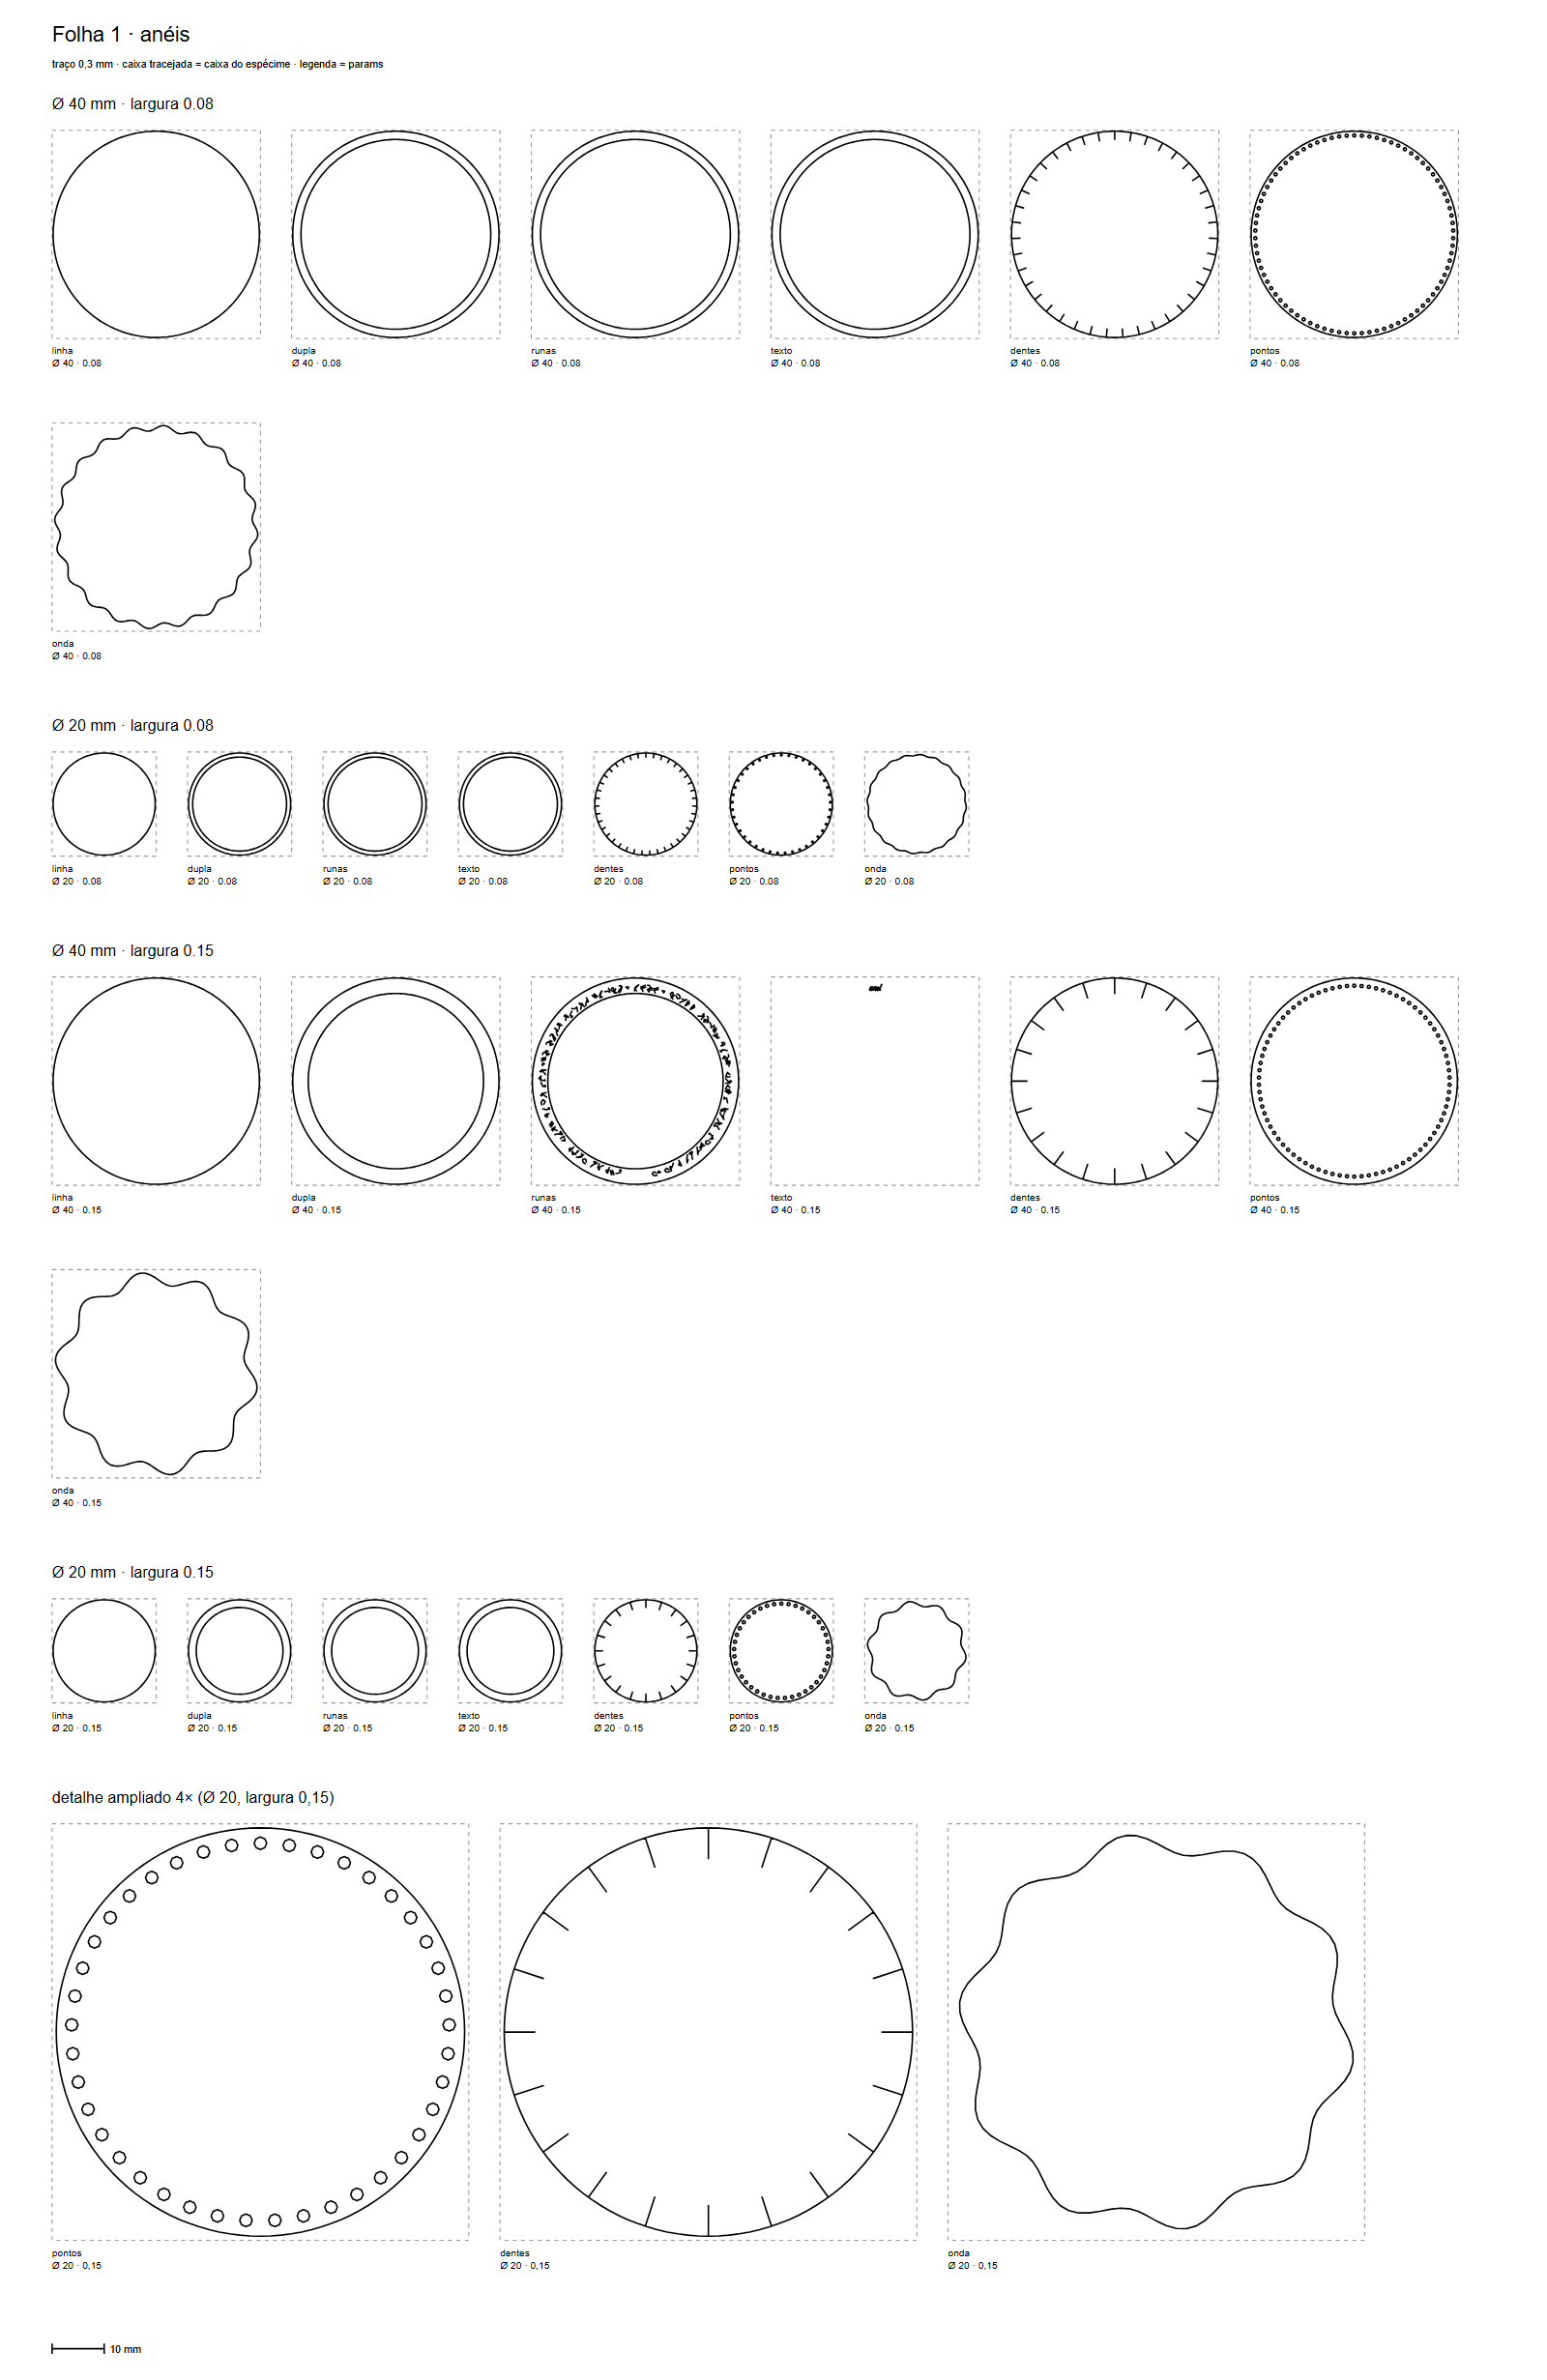 Folha 1 · anéis
traço 0,3 mm · caixa tracejada = caixa do espécime · legenda = params
Ø 40 mm · largura 0.08
linha
Ø 40 · 0.08
dupla
Ø 40 · 0.08
runas
Ø 40 · 0.08
texto
Ø 40 · 0.08
dentes
Ø 40 · 0.08
pontos
Ø 40 · 0.08
onda
Ø 40 · 0.08
Ø 20 mm · largura 0.08
linha
Ø 20 · 0.08
dupla
Ø 20 · 0.08
runas
Ø 20 · 0.08
texto
Ø 20 · 0.08
dentes
Ø 20 · 0.08
pontos
Ø 20 · 0.08
onda
Ø 20 · 0.08
Ø 40 mm · largura 0.15
linha
Ø 40 · 0.15
dupla
Ø 40 · 0.15
runas
Ø 40 · 0.15
texto
Ø 40 · 0.15
dentes
Ø 40 · 0.15
pontos
Ø 40 · 0.15
onda
Ø 40 · 0.15
Ø 20 mm · largura 0.15
linha
Ø 20 · 0.15
dupla
Ø 20 · 0.15
runas
Ø 20 · 0.15
texto
Ø 20 · 0.15
dentes
Ø 20 · 0.15
pontos
Ø 20 · 0.15
onda
Ø 20 · 0.15
detalhe ampliado 4× (Ø 20, largura 0,15)
pontos
Ø 20 · 0,15
dentes
Ø 20 · 0,15
onda
Ø 20 · 0,15
10 mm